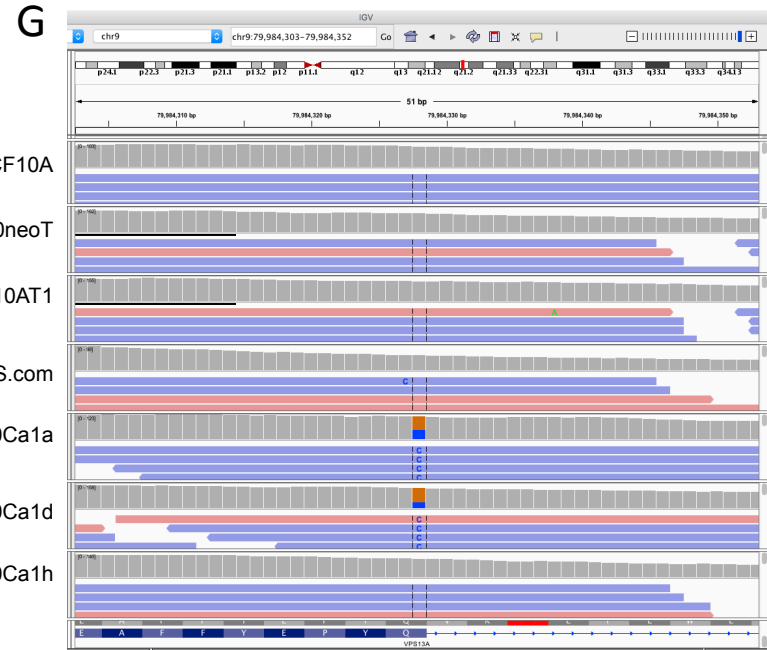 G
IGV
chr9 chr9:79,984,303-79,984,352 Go
p24.1 p22.3 p21.3 p21.1 p13.2 p12 p11.1 q12 q13 q21.12 q21.2 q21.33 q22.31 q31.1 q31.3 q33.1 q33.3 q34.13
51 bp
79,984,310 bp 79,984,320 bp 79,984,330 bp 79,984,340 bp 79,984,350 bp
CF10A
0neoT
10AT1
A
S.com
C
0Ca1a
C
C
C
C
0Ca1d
C
C
C
C
0Ca1h
E A F F Y E P Y Q
VPS13A